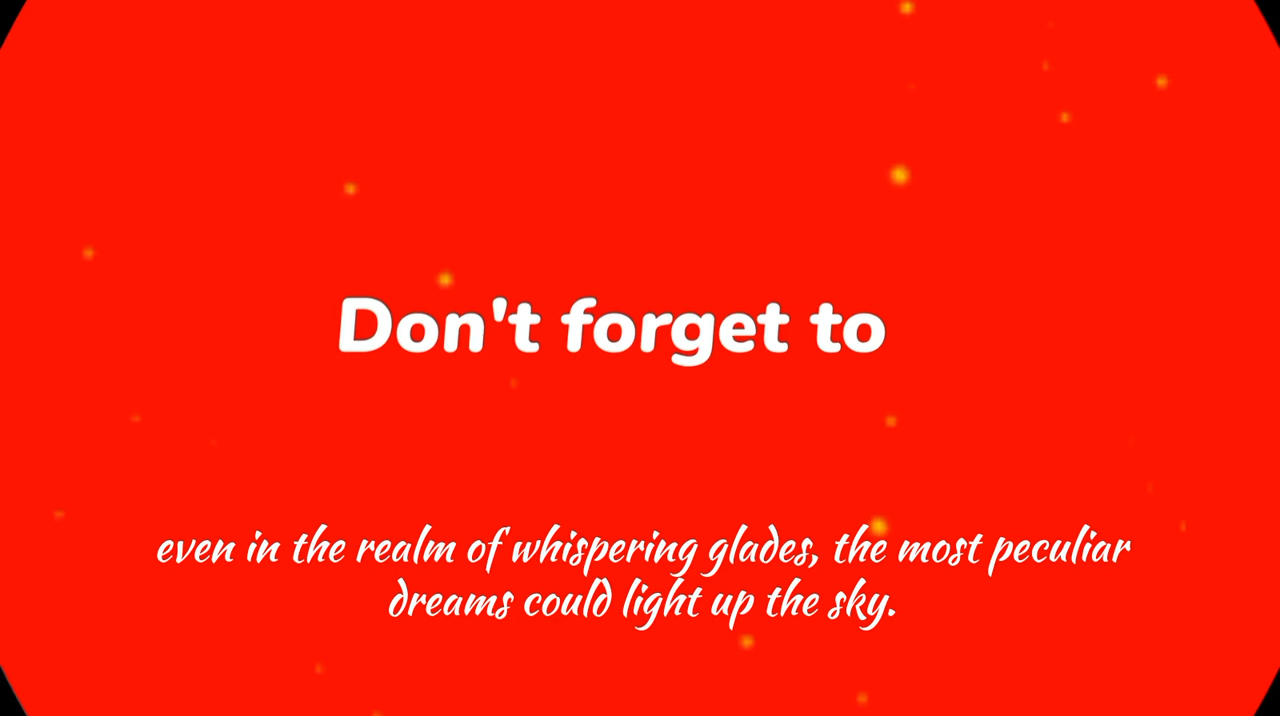 Don't forget to
even in the realm of whispering glades, the most peculiar
dreams could light up the sky.